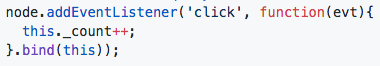 node.addEventListener('click', function(evt){
  this._count++;
}.bind(this));